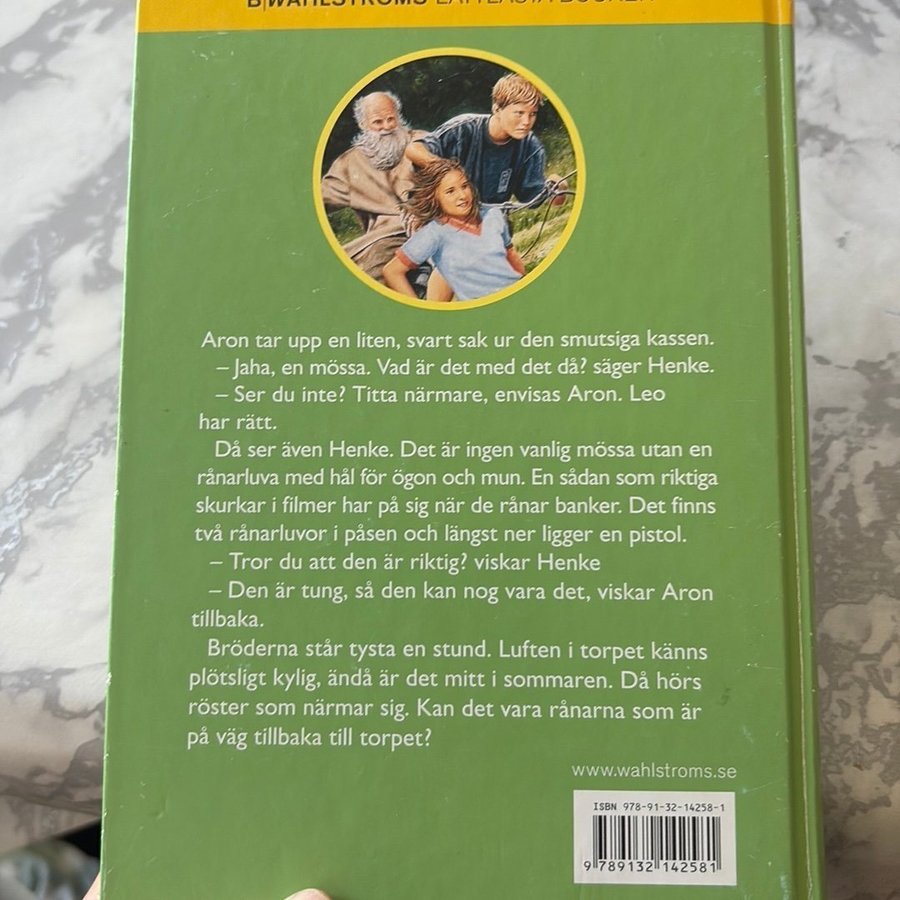 B|WAHLSTRÖMS LÄTTLÄSTA BÖCKER
Aron tar upp en liten, svart sak ur den smutsiga kassen.
– Jaha, en mössa. Vad är det med det då? säger Henke.
– Ser du inte? Titta närmare, envisas Aron. Leo
har rätt.
Då ser även Henke. Det är ingen vanlig mössa utan en
rånarluva med hål för ögon och mun. En sådan som riktiga
skurkar i filmer har på sig när de rånar banker. Det finns
två rånarluvor i påsen och längst ner ligger en pistol.
– Tror du att den är riktig? viskar Henke
– Den är tung, så den kan nog vara det, viskar Aron
tillbaka.
Bröderna står tysta en stund. Luften i torpet känns
plötsligt kylig, ändå är det mitt i sommaren. Då hörs
röster som närmar sig. Kan det vara rånarna som är
på väg tillbaka till torpet?
www.wahlstroms.se
ISBN 978-91-32-14258-1
9 789132 142581